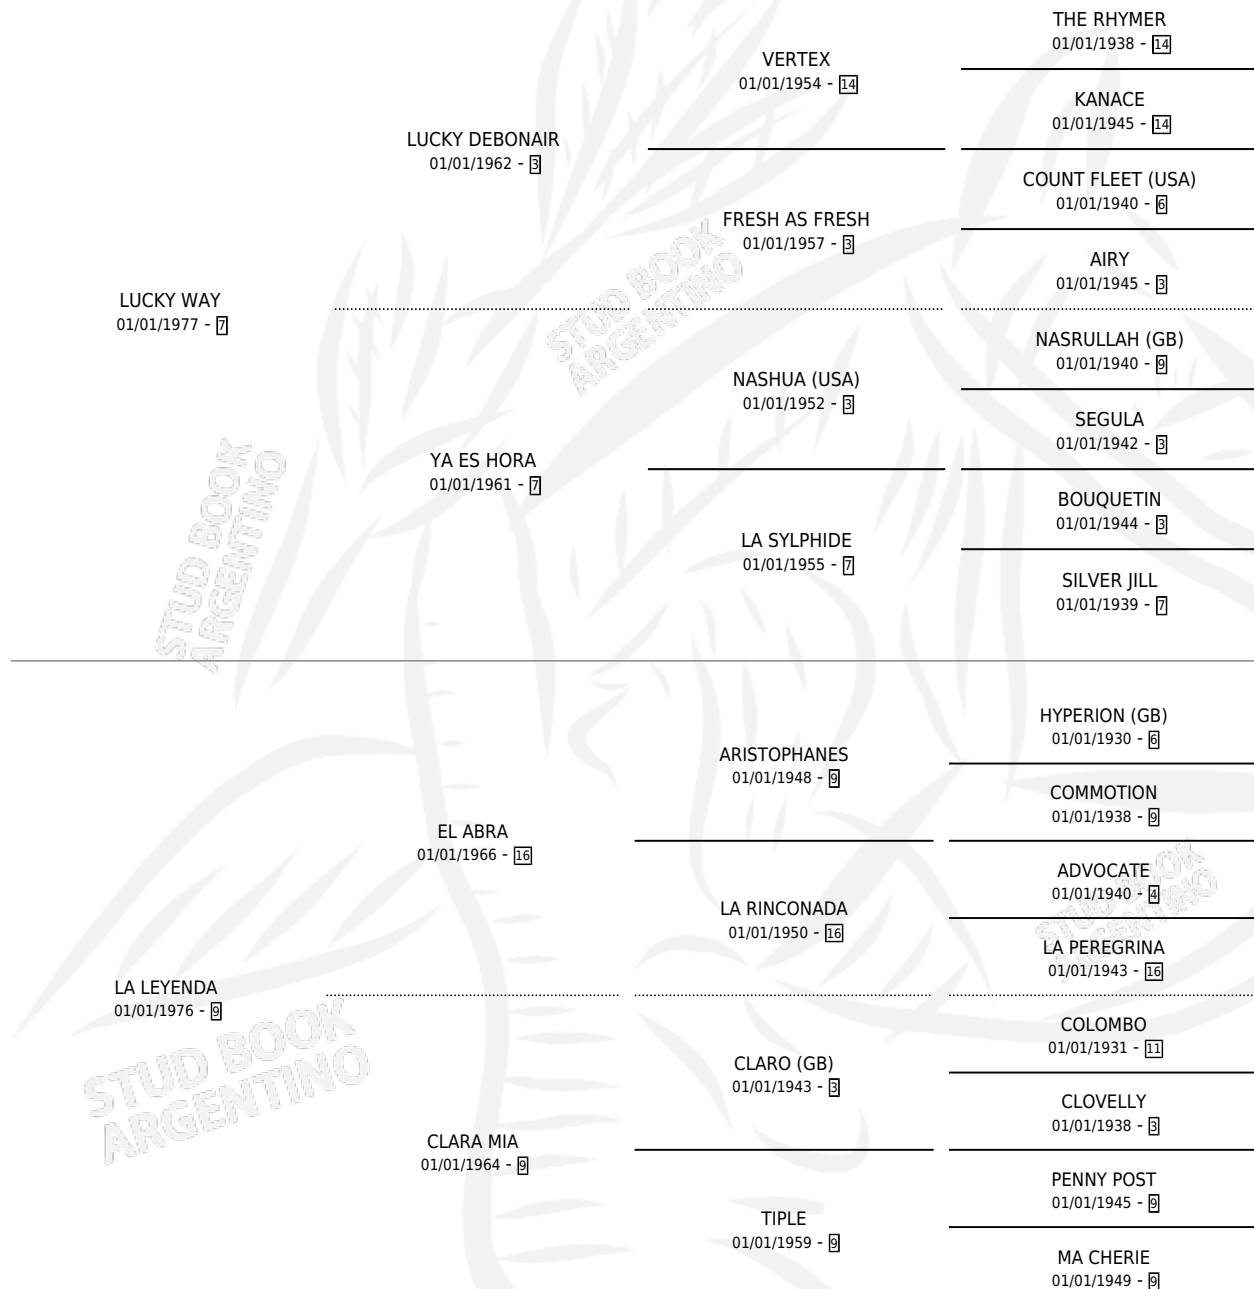 THE RHYMER
01/01/1938 - 14
VERTEX
01/01/1954 - 14
KANACE
01/01/1945 - 14
LUCKY DEBONAIR
01/01/1962 - 3
COUNT FLEET (USA)
01/01/1940 - 6
FRESH AS FRESH
01/01/1957 - 3
AIRY
01/01/1945 - 3
LUCKY WAY
01/01/1977 - 7
NASRULLAH (GB)
01/01/1940 - 9
NASHUA (USA)
01/01/1952 - 3
SEGULA
01/01/1942 - 3
YA ES HORA
01/01/1961 - 7
BOUQUETIN
01/01/1944 - 3
LA SYLPHIDE
01/01/1955 - 7
SILVER JILL
01/01/1939 - 7
HYPERION (GB)
01/01/1930 - 6
ARISTOPHANES
01/01/1948 - 9
COMMOTION
01/01/1938 - 9
EL ABRA
01/01/1966 - 16
ADVOCATE
01/01/1940 - 4
LA RINCONADA
01/01/1950 - 16
LA PEREGRINA
01/01/1943 - 16
LA LEYENDA
01/01/1976 - 9
COLOMBO
01/01/1931 - 11
CLARO (GB)
01/01/1943 - 3
CLOVELLY
01/01/1938 - 3
CLARA MIA
01/01/1964 - 9
PENNY POST
01/01/1945 - 9
TIPLE
01/01/1959 - 9
MA CHERIE
01/01/1949 - 9
STUD BOOK
ARGENTINO
STUD BOOK
ARGENTINO
STUD BOOK
ARGENTINO
STUD BOOK
ARGENTINO